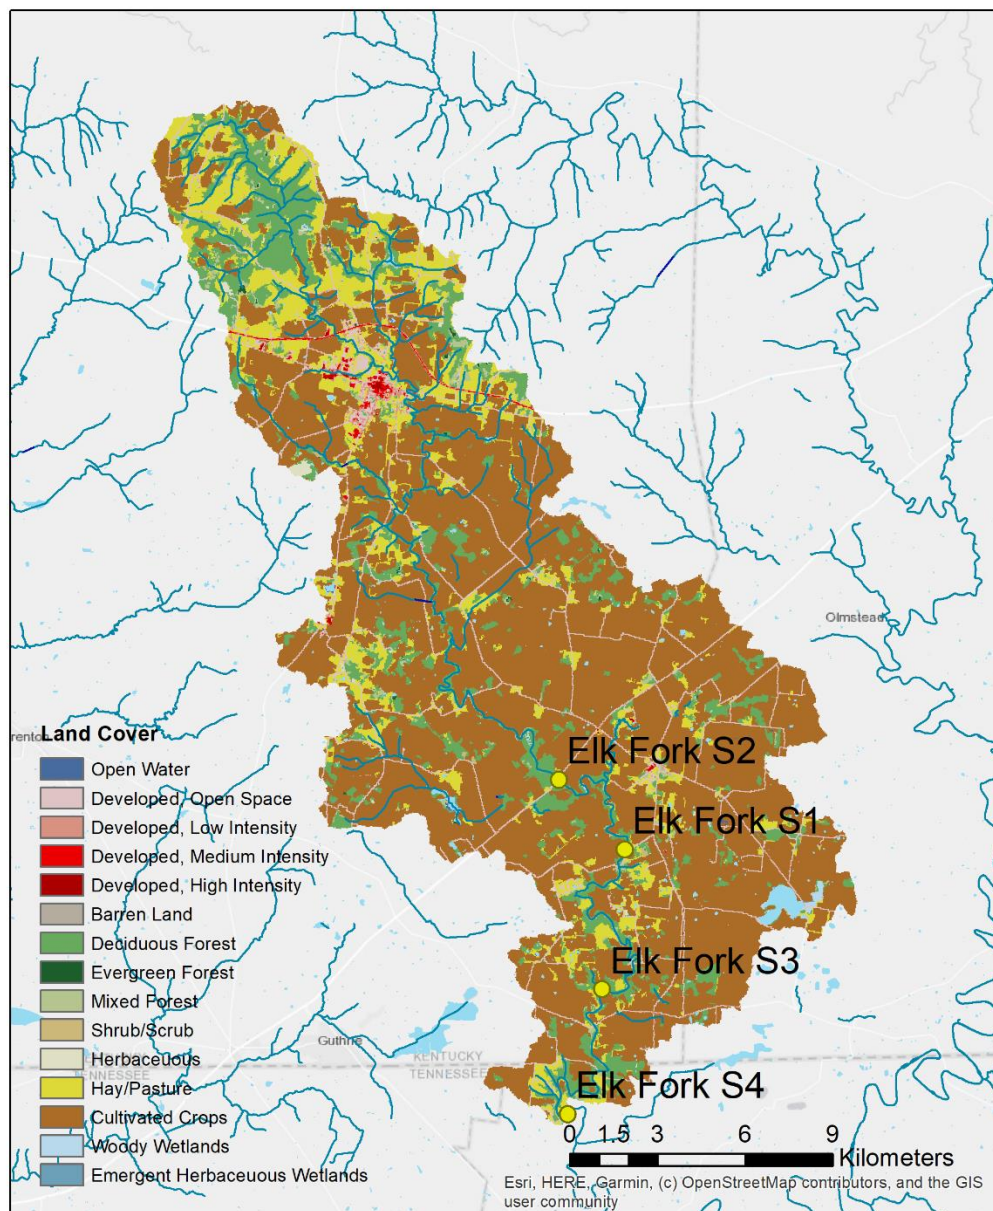 Olmstead
Elk Fork S2
Elk Fork S1
Elk Fork S3
Guthrie
KENTUCKY
TENNESSEE
TENNESSEE
Elk Fork S4
0 1.5 3 6 9
Kilometers
Esri, HERE, Garmin, (c) OpenStreetMap contributors, and the GIS
user community
renton
Land Cover
Open Water
Developed, Open Space
Developed, Low Intensity
Developed, Medium Intensity
Developed, High Intensity
Barren Land
Deciduous Forest
Evergreen Forest
Mixed Forest
Shrub/Scrub
Herbaceuous
Hay/Pasture
Cultivated Crops
Woody Wetlands
Emergent Herbaceuous Wetlands